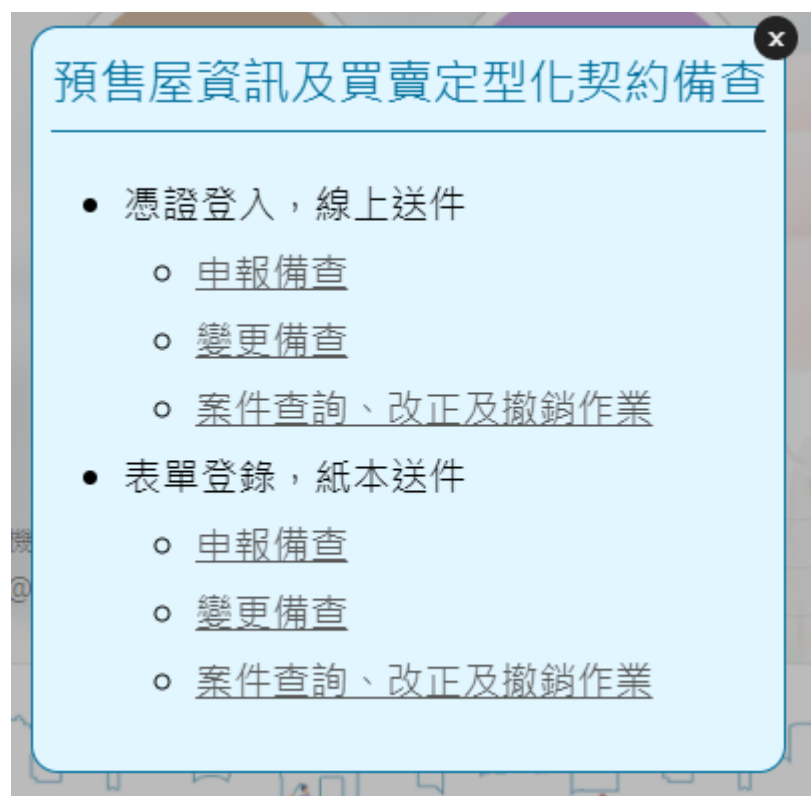 x
預售屋資訊及買賣定型化契約備查
憑證登入，線上送件
申報備查
變更備查
案件查詢、改正及撤銷作業
表單登錄，紙本送件
申報備查
變更備查
案件查詢、改正及撤銷作業
機
@